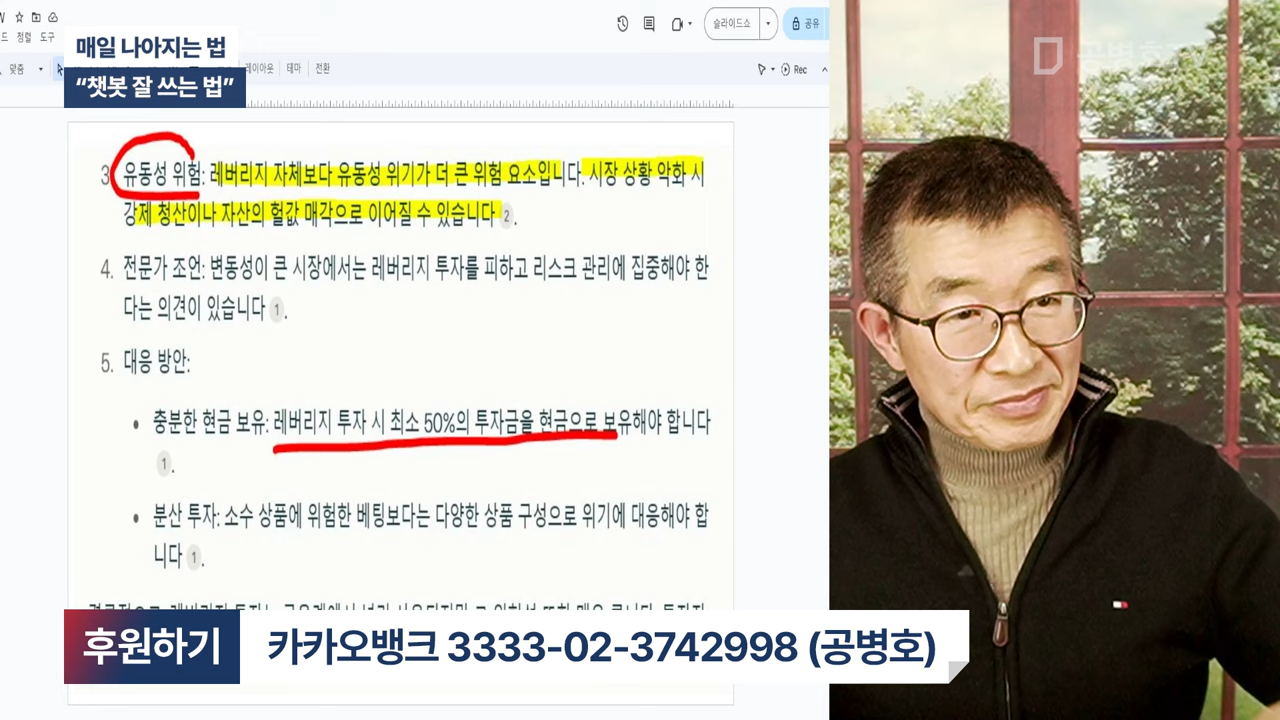 매일 나아지는 법
“챗봇 잘 쓰는 법”
정렬 도구
슬라이드쇼
공유
맞춤
레이아웃
테마
전환
Rec
공병호TV
3
유동성 위험: 레버리지 자체보다 유동성 위기가 더 큰 위험 요소입니다. 시장 상황 악화 시
강제 청산이나 자산의 헐값 매각으로 이어질 수 있습니다 2.
4. 전문가 조언: 변동성이 큰 시장에서는 레버리지 투자를 피하고 리스크 관리에 집중해야 한
다는 의견이 있습니다 1.
5. 대응 방안:
• 충분한 현금 보유: 레버리지 투자 시 최소 50%의 투자금을 현금으로 보유해야 합니다
1.
• 분산 투자: 소수 상품에 위험한 베팅보다는 다양한 상품 구성으로 위기에 대응해야 합
니다 1.
후원하기
카카오뱅크 3333-02-3742998 (공병호)